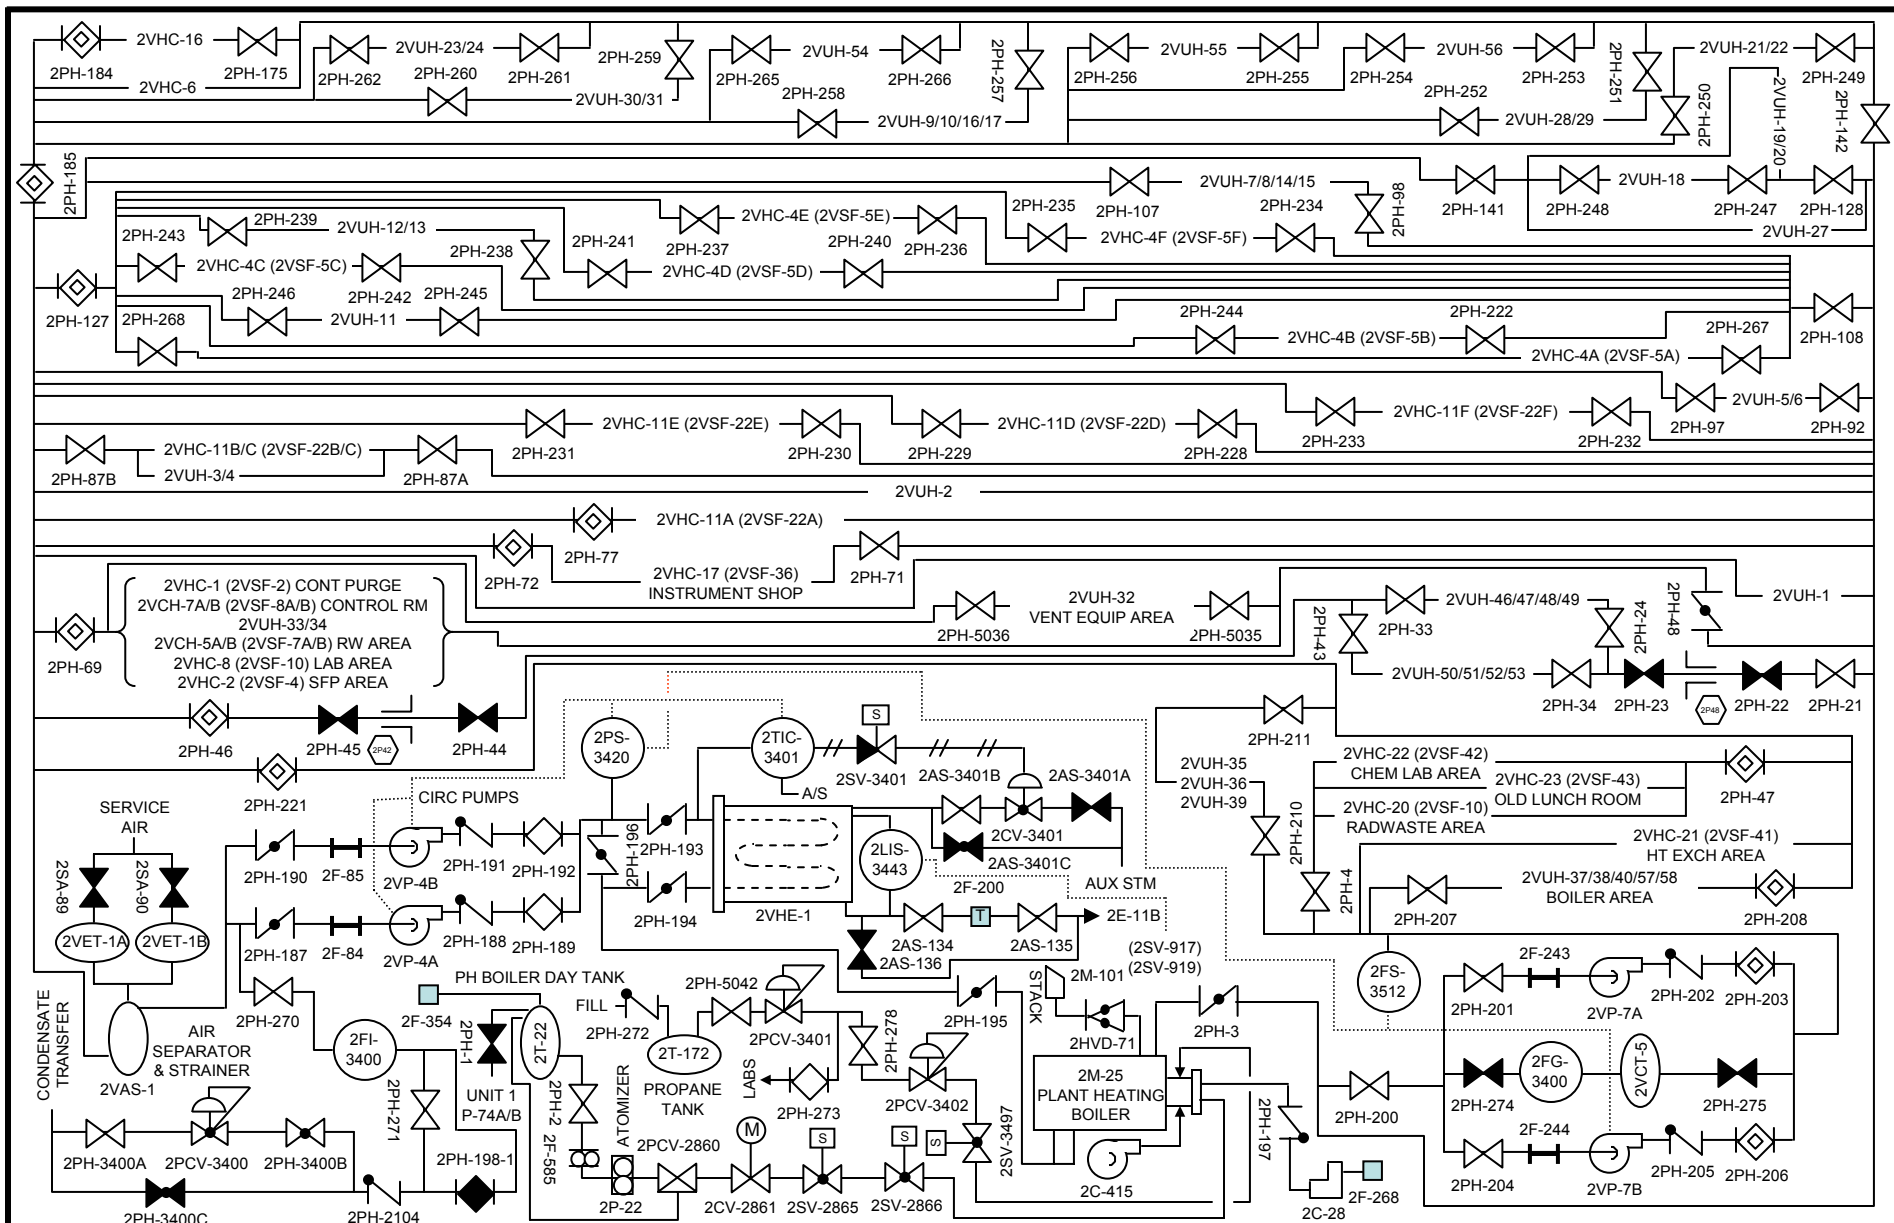 2VHC-16
2VUH-23/24
2VUH-54
2VUH-55
2VUH-56
2VUH-21/22
2PH-184
2PH-175
2PH-262
2PH-260
2PH-261
2PH-259
2PH-265
2PH-266
2PH-257
2PH-256
2PH-255
2PH-254
2PH-253
2PH-251
2PH-249
2VHC-6
2VUH-30/31
2PH-258
2VUH-9/10/16/17
2PH-252
2VUH-28/29
2PH-250
2VUH-19/20
2PH-142
2PH-185
2VUH-7/8/14/15
2PH-107
2PH-98
2PH-141
2VUH-18
2PH-248
2PH-247
2PH-128
2VUH-27
2PH-239
2VUH-12/13
2PH-243
2PH-238
2VHC-4E (2VSF-5E)
2PH-237
2PH-236
2PH-235
2PH-234
2VHC-4F (2VSF-5F)
2PH-241
2PH-240
2VHC-4C (2VSF-5C)
2VHC-4D (2VSF-5D)
2PH-246
2PH-242
2PH-245
2PH-127
2PH-268
2VUH-11
2PH-244
2PH-222
2VHC-4B (2VSF-5B)
2PH-267
2PH-108
2VHC-4A (2VSF-5A)
2VUH-5/6
2PH-97
2PH-92
2VHC-11E (2VSF-22E)
2VHC-11D (2VSF-22D)
2VHC-11F (2VSF-22F)
2PH-231
2PH-230
2PH-229
2PH-228
2PH-233
2PH-232
2VHC-11B/C (2VSF-22B/C)
2VUH-3/4
2PH-87B
2PH-87A
2VUH-2
2VHC-11A (2VSF-22A)
2PH-77
2PH-72
2VHC-17 (2VSF-36)
INSTRUMENT SHOP
2PH-71
2VHC-1 (2VSF-2) CONT PURGE
2VCH-7A/B (2VSF-8A/B) CONTROL RM
2VUH-33/34
2VCH-5A/B (2VSF-7A/B) RW AREA
2VHC-8 (2VSF-10) LAB AREA
2VHC-2 (2VSF-4) SFP AREA
2PH-69
2VUH-32
VENT EQUIP AREA
2PH-5036
2PH-5035
2PH-43
2PH-33
2VUH-46/47/48/49
2PH-24
2PH-48
2VUH-1
2VUH-50/51/52/53
2PH-34
2PH-23
2P48
2PH-22
2PH-21
2PH-46
2PH-45
2P42
2PH-44
2PH-221
2PS-
3420
2TIC-
3401
S
2SV-3401
2AS-3401B
2AS-3401A
A/S
2CV-3401
2AS-3401C
2PH-211
2VUH-35
2VUH-36
2VUH-39
2PH-210
2VHC-22 (2VSF-42)
CHEM LAB AREA
2VHC-23 (2VSF-43)
OLD LUNCH ROOM
2VHC-20 (2VSF-10)
RADWASTE AREA
2PH-47
2VHC-21 (2VSF-41)
HT EXCH AREA
2PH-4
2VUH-37/38/40/57/58
BOILER AREA
2PH-207
2PH-208
SERVICE
AIR
CIRC PUMPS
2SA-89
2SA-90
2PH-190
2F-85
2VP-4B
2PH-191
2PH-192
2PH-196
2PH-193
2LIS-
3443
2F-200
AUX STM
2VET-1A
2VET-1B
2PH-187
2F-84
2VP-4A
2PH-188
2PH-189
2PH-194
2VHE-1
2AS-134
T
2AS-135
2E-11B
2AS-136
(2SV-917)
(2SV-919)
2FS-
3512
2PH-201
2F-243
2VP-7A
2PH-202
2PH-203
CONDENSATE
TRANSFER
2VAS-1
AIR
SEPARATOR
& STRAINER
2PH-270
2FI-
3400
2PH-271
PH BOILER DAY TANK
2F-354
2PH-1
2T-22
UNIT 1
P-74A/B
2PH-2
2F-585
FILL
2PH-272
2T-172
PROPANE
TANK
2PH-5042
2PCV-3401
2PH-278
LABS
2PH-273
2PCV-3402
2PH-195
STACK
2M-101
2HVD-71
2PH-3
2M-25
PLANT HEATING
BOILER
2PH-197
2PH-200
2PH-274
2FG-
3400
2VCT-5
2PH-275
2PH-3400A
2PCV-3400
2PH-3400B
2PH-3400C
2PH-2104
2PH-198-1
ATOMIZER
2P-22
2PCV-2860
M
2CV-2861
S
2SV-2865
S
2SV-2866
S
2SV-3497
2C-415
2C-28
2F-268
2PH-204
2F-244
2VP-7B
2PH-205
2PH-206